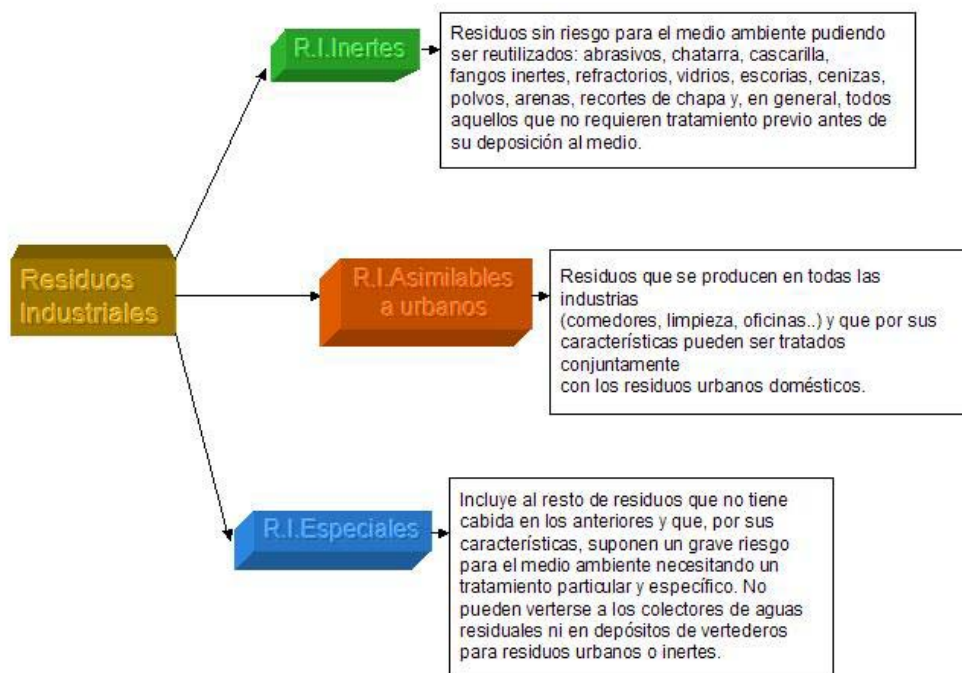 R.I.Inertes
Residuos sin riesgo para el medio ambiente pudiendo
ser reutilizados: abrasivos, chatarra, cascarilla,
fangos inertes, refractorios, vidrios, escorias, cenizas,
polvos, arenas, recortes de chapa y, en general, todos
aquellos que no requieren tratamiento previo antes de
su deposición al medio.
Residuos
Industriales
R.I.Asimilables
a urbanos
Residuos que se producen en todas las
industrias
(comedores, limpieza, oficinas..) y que por sus
característica pueden ser tratados
conjuntamente
con los residuos urbanos domésticos.
R.I.Especiales
Incluye al resto de residuos que no tiene
cabida en los anteriores y que, por sus
características, suponen un grave riesgo
para el medio ambiente necesitando un
tratamiento particular y específico. No
pueden verterse a los colectores de aguas
residuales ni en depósitos de vertederos
para residuos urbanos o inertes.